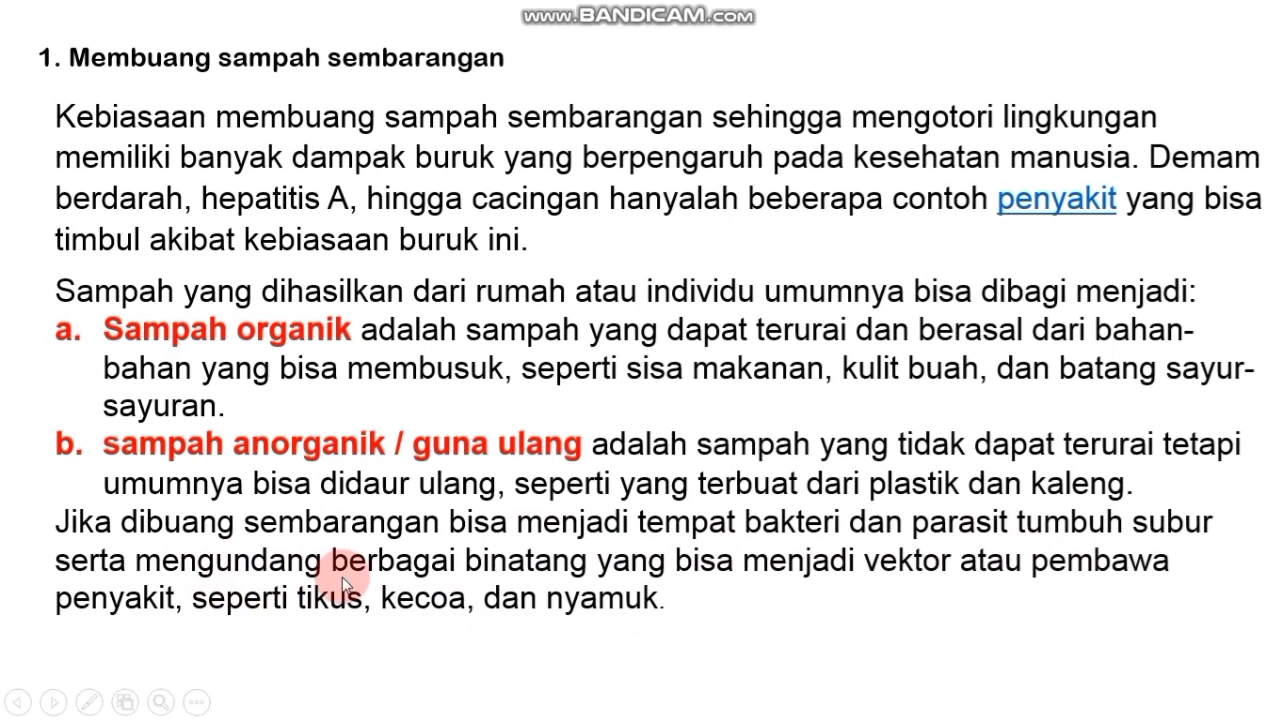 www.BANDICAM.com
1. Membuang sampah sembarangan
Kebiasaan membuang sampah sembarangan sehingga mengotori lingkungan
memiliki banyak dampak buruk yang berpengaruh pada kesehatan manusia. Demam
berdarah, hepatitis A, hingga cacingan hanyalah beberapa contoh penyakit yang bisa
timbul akibat kebiasaan buruk ini.
Sampah yang dihasilkan dari rumah atau individu umumnya bisa dibagi menjadi:
a. Sampah organik adalah sampah yang dapat terurai dan berasal dari bahan-
bahan yang bisa membusuk, seperti sisa makanan, kulit buah, dan batang sayur-
sayuran.
b. sampah anorganik / guna ulang adalah sampah yang tidak dapat terurai tetapi
umumnya bisa didaur ulang, seperti yang terbuat dari plastik dan kaleng.
Jika dibuang sembarangan bisa menjadi tempat bakteri dan parasit tumbuh subur
serta mengundang berbagai binatang yang bisa menjadi vektor atau pembawa
penyakit, seperti tikus, kecoa, dan nyamuk.